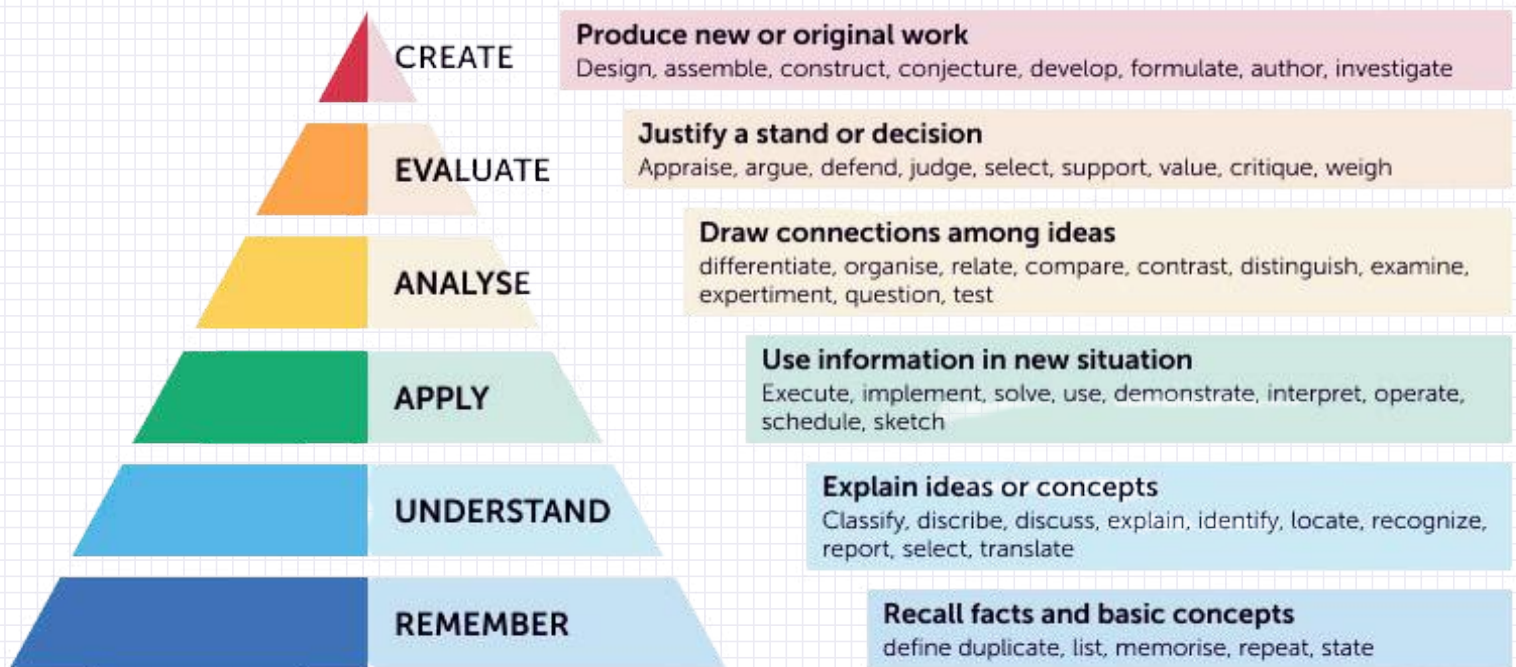 CREATE
Produce new or original work
Design, assemble, construct, conjecture, develop, formulate, author, investigate
EVALUATE
Justify a stand or decision
Appraise, argue, defend, judge, select, support, value, critique, weigh
ANALYSE
Draw connections among ideas
differentiate, organise, relate, compare, contrast, distinguish, examine,
expertiment, question, test
APPLY
Use information in new situation
Execute, implement, solve, use, demonstrate, interpret, operate,
schedule, sketch
UNDERSTAND
Explain ideas or concepts
Classify, discribe, discuss, explain, identify, locate, recognize,
report, select, translate
REMEMBER
Recall facts and basic concepts
define duplicate, list, memorise, repeat, state